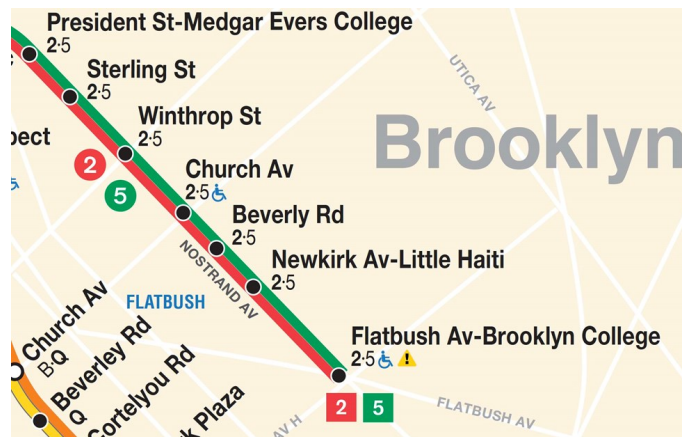 President St-Medgar Evers College
2·5
Sterling St
2·5
Winthrop St
2·5
UTICA AV
Brooklyn
2
5
Church Av
2·5
Beverly Rd
2·5
Newkirk Av-Little Haiti
2·5
NOSTRAND AV
FLATBUSH
Church Av
B·Q
Beverley Rd
Q
Cortelyou Rd
Plaza
Flatbush Av-Brooklyn College
2·5
2 5
AV H
FLATBUSH AV